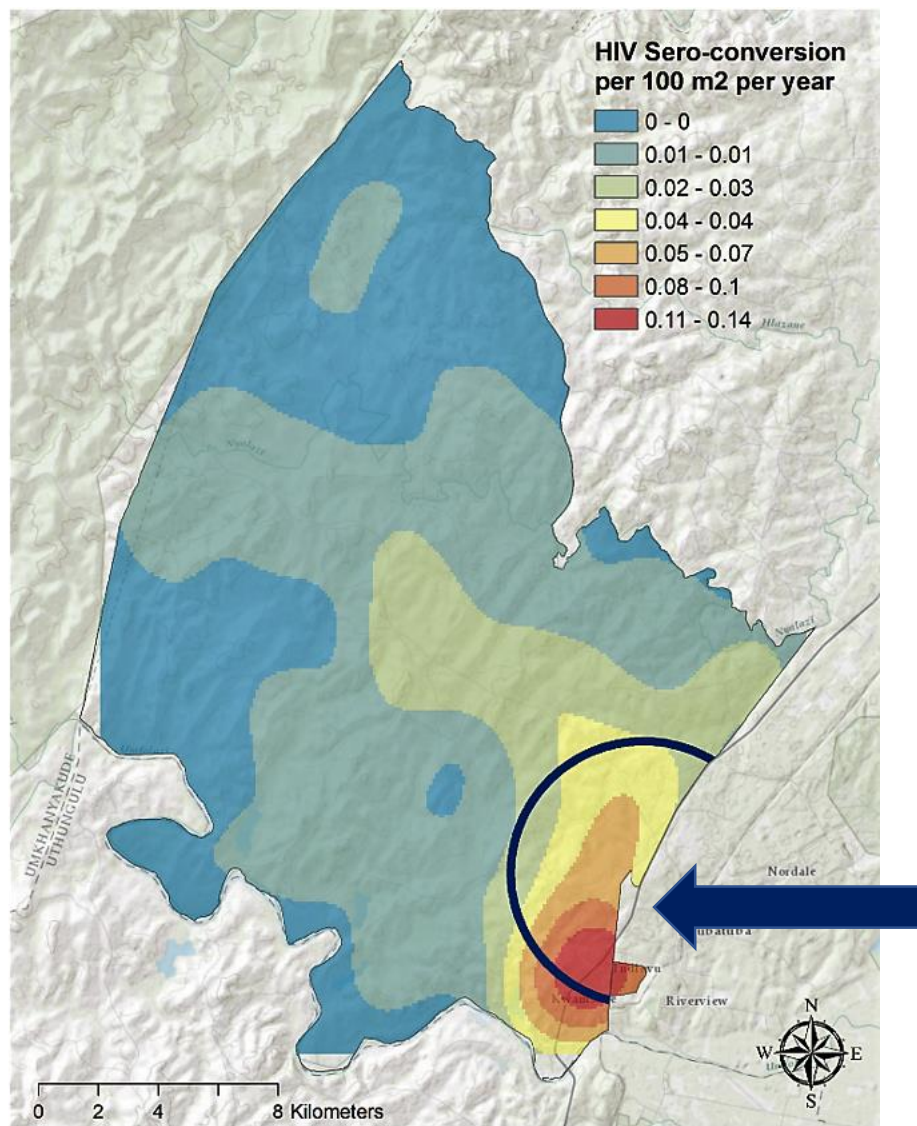 HIV Sero-conversion
per 100 m2 per year
0 - 0
0.01 - 0.01
0.02 - 0.03
0.04 - 0.04
0.05 - 0.07
0.08 - 0.1
0.11 - 0.14
Hlazane
Nyalazi
UMKHANYAKUDE
UTHUNGULU
Nordale
ubatuba
Riverview
N
W E
S
0 2 4 8 Kilometers